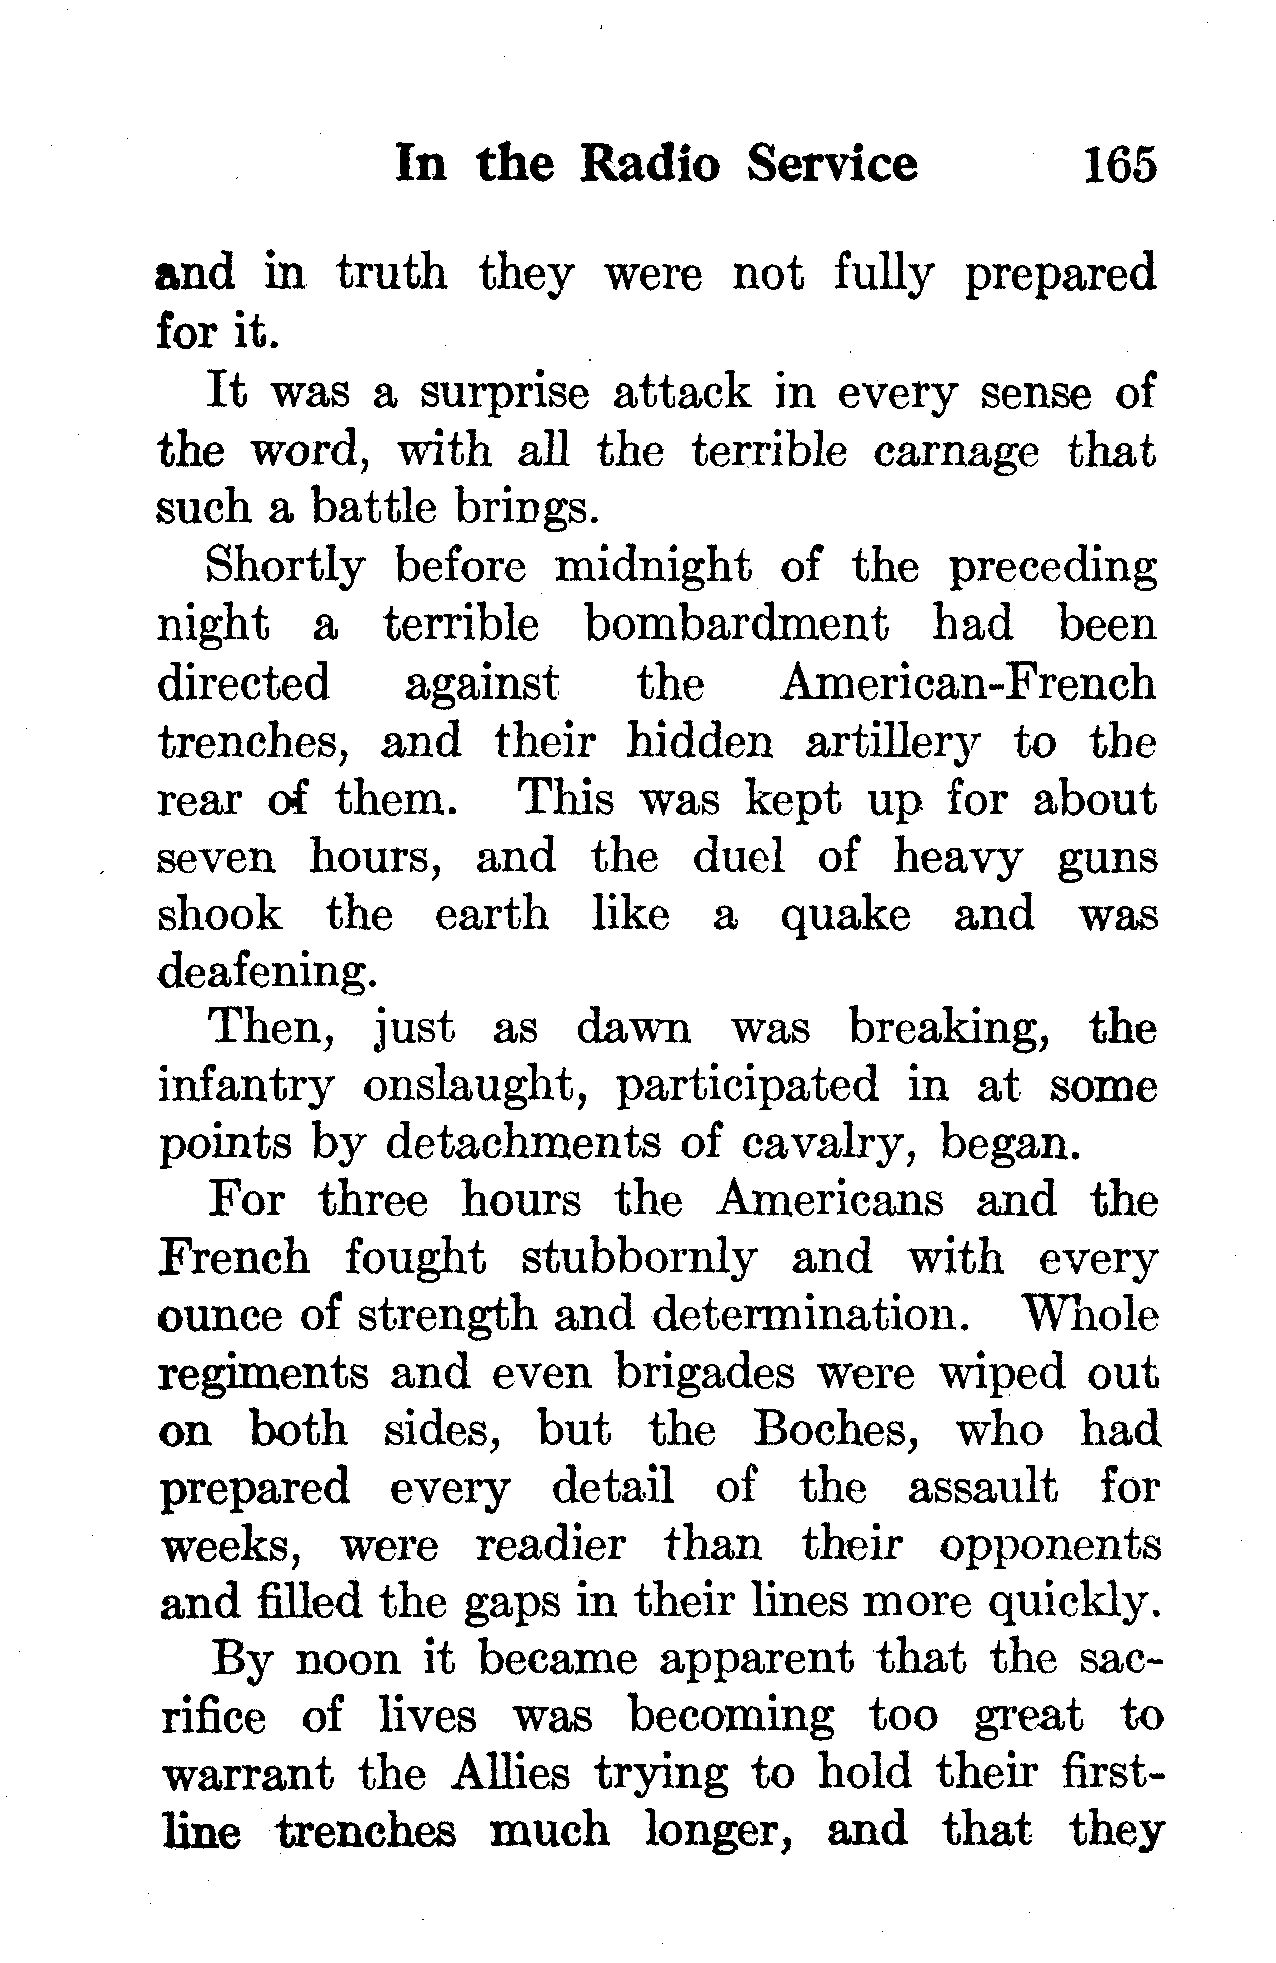 In the Radio Service 165
and in truth they were not fully prepared
for it.
It was a surprise attack in every sense of
the word, with all the terrible carnage that
such a battle brings.
Shortly before midnight of the preceding
night a terrible bombardment had been
directed against the American-French
trenches, and their hidden artillery to the
rear of them. This was kept up for about
seven hours, and the duel of heavy guns
shook the earth like a quake and was
deafening.
Then, just as dawn was breaking, the
infantry onslaught, participated in at some
points by detachments of cavalry, began.
For three hours the Americans and the
French fought stubbornly and with every
ounce of strength and determination. Whole
regiments and even brigades were wiped out
on both sides, but the Boches, who had
prepared every detail of the assault for
weeks, were readier than their opponents
and filled the gaps in their lines more quickly.
By noon it became apparent that the sac-
rifice of lives was becoming too great to
warrant the Allies trying to hold their first-
line trenches much longer, and that they